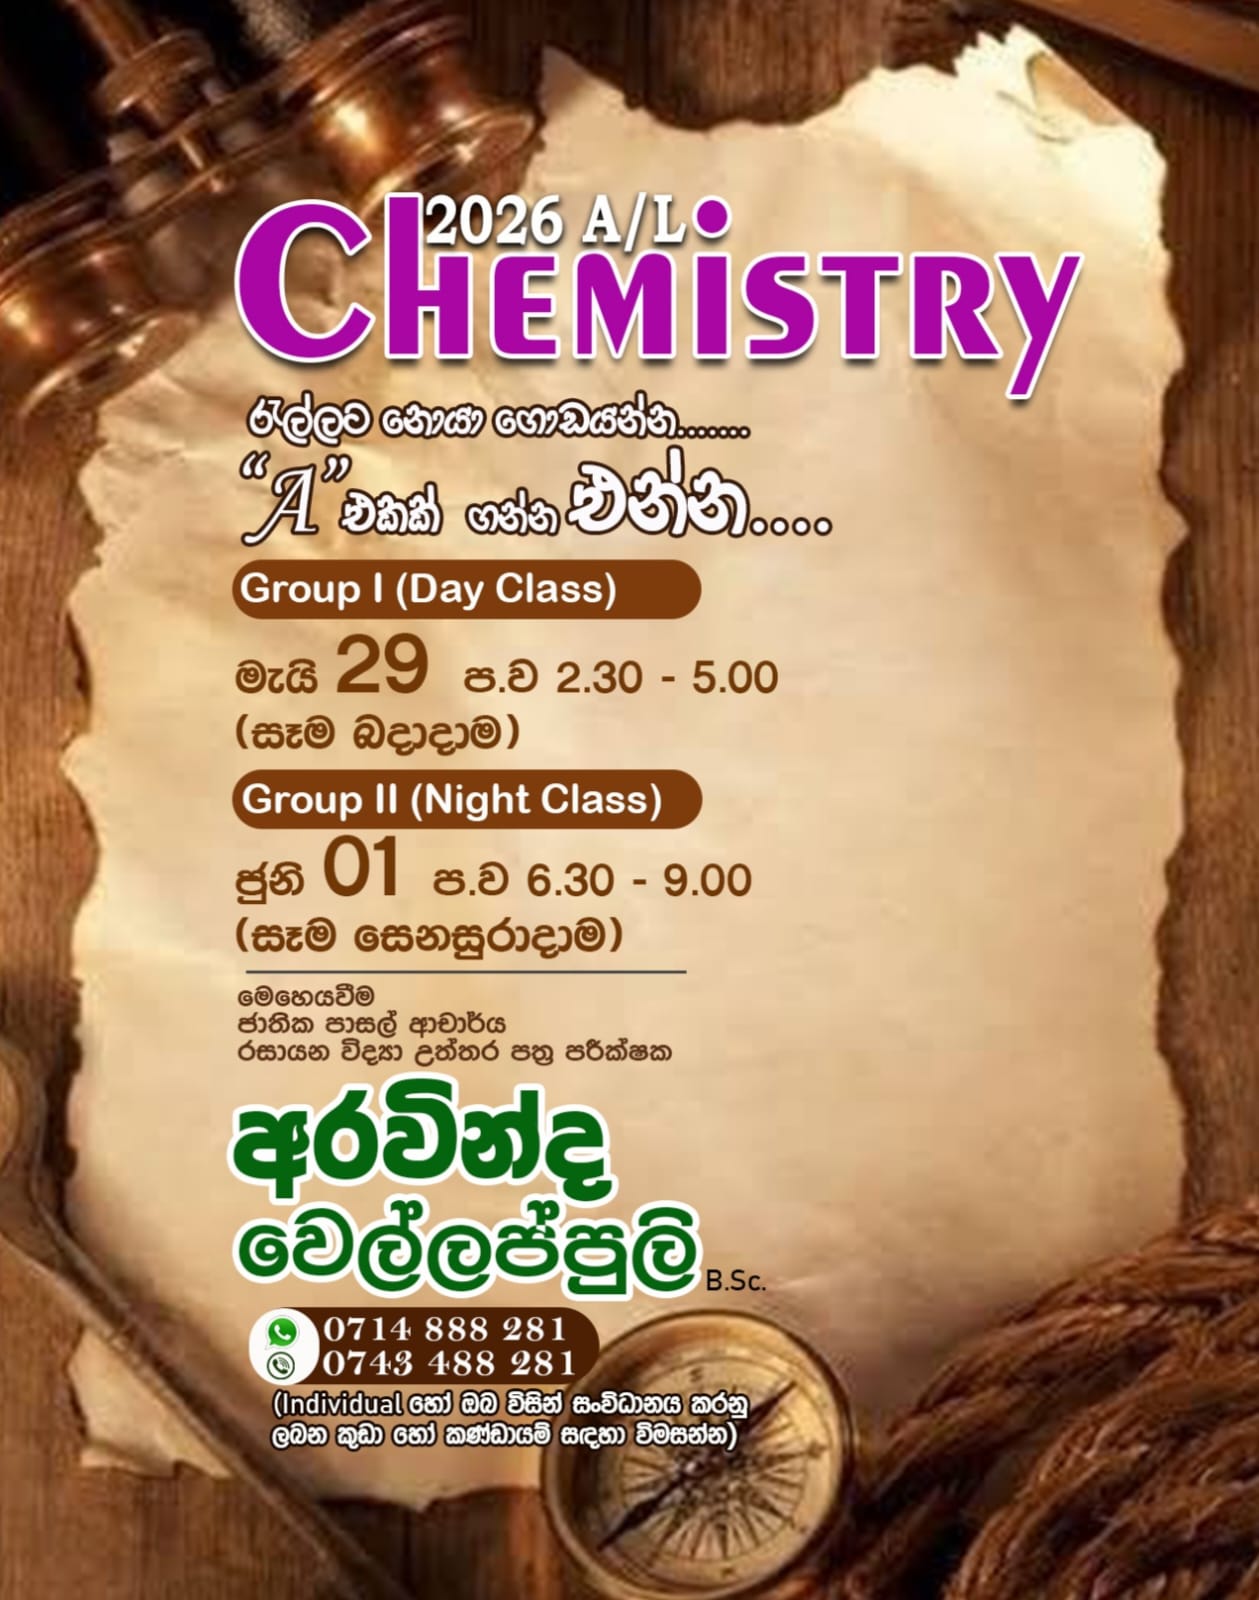 2026 A/L
Chemistry
රැල්ලට නොයා ගොඩයන්න.......
"A" එකක් ගන්න එන්න....
Group I (Day Class)
මැයි 29 ප.ව 2.30 - 5.00
(සෑම බදාදාම)
Group II (Night Class)
ජුනි 01 ප.ව 6.30 - 9.00
(සෑම සෙනසුරාදාම)
මෙහෙයවීම
ජාතික පාසල් ආචාර්ය
රසායන විද්‍යා උත්තර පත්‍ර පරීක්ෂක
අරවින්ද
වෙල්ලප්පුලි B.Sc.
0714 888 281
0743 488 281
(Individual හෝ ඔබ විසින් සංවිධානය කරනු
ලබන කුඩා හෝ කණ්ඩායම් සඳහා විමසන්න)